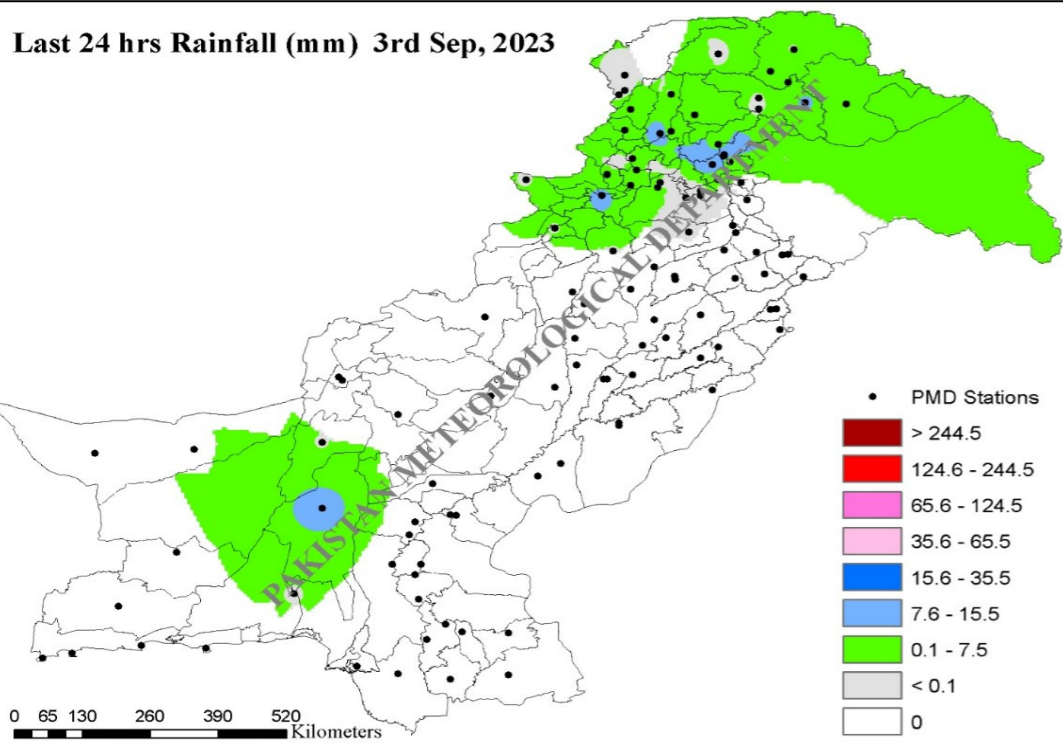 Last 24 hrs Rainfall (mm) 3rd Sep, 2023
PAKISTAN METEOROLOGICAL DEPARTMENT
PMD Stations
> 244.5
124.6 - 244.5
65.6 - 124.5
35.6 - 65.5
15.6 - 35.5
7.6 - 15.5
0.1 - 7.5
< 0.1
0
0 65 130 260 390 520
Kilometers